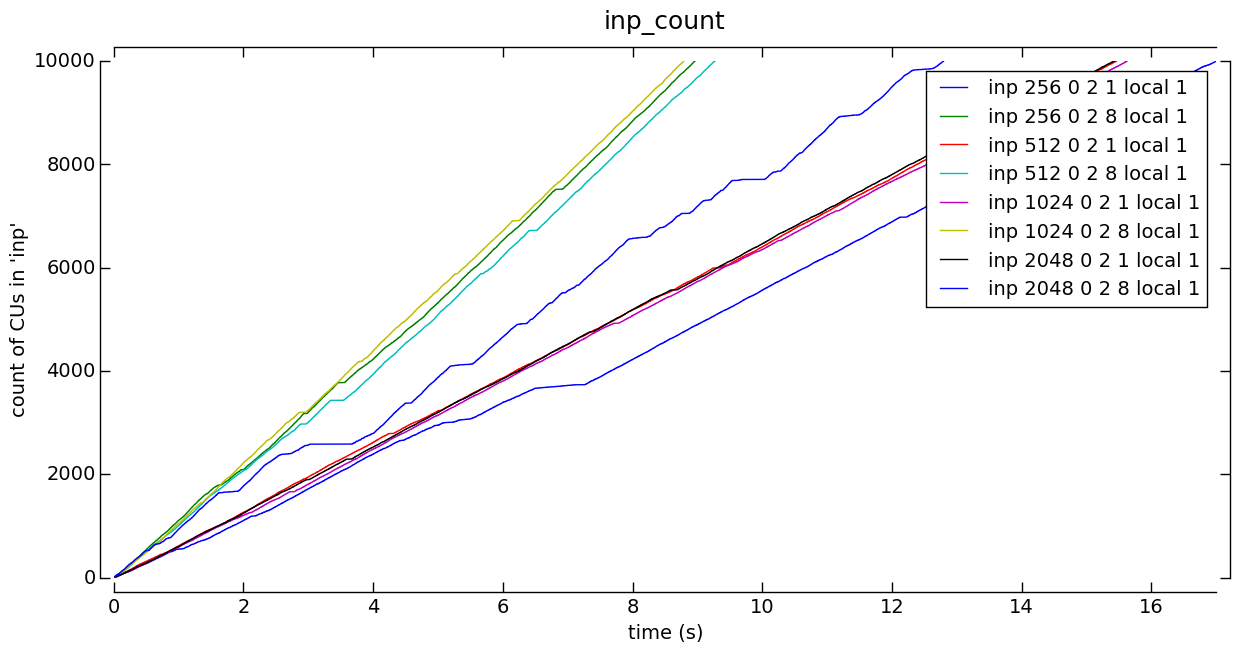 inp_count
10000
8000
6000
4000
2000
0
count of CUs in 'inp'
inp 256 0 2 1 local 1
inp 256 0 2 8 local 1
inp 512 0 2 1 local 1
inp 512 0 2 8 local 1
inp 1024 0 2 1 local 1
inp 1024 0 2 8 local 1
inp 2048 0 2 1 local 1
inp 2048 0 2 8 local 1
0 2 4 6 8 10 12 14 16
time (s)